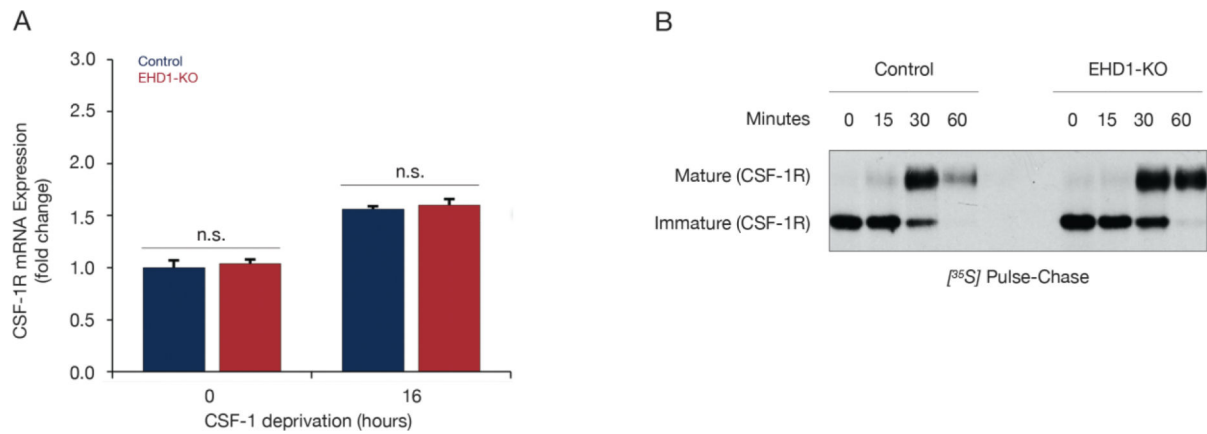 A
CSF-1R mRNA Expression
(fold change)
3.0
2.5
2.0
1.5
1.0
0.5
0.0
Control
EHD1-KO
n.s.
n.s.
0
16
CSF-1 deprivation (hours)
B
Control
EHD1-KO
Minutes
0 15 30 60
0 15 30 60
Mature (CSF-1R)
Immature (CSF-1R)
[³⁵S] Pulse-Chase